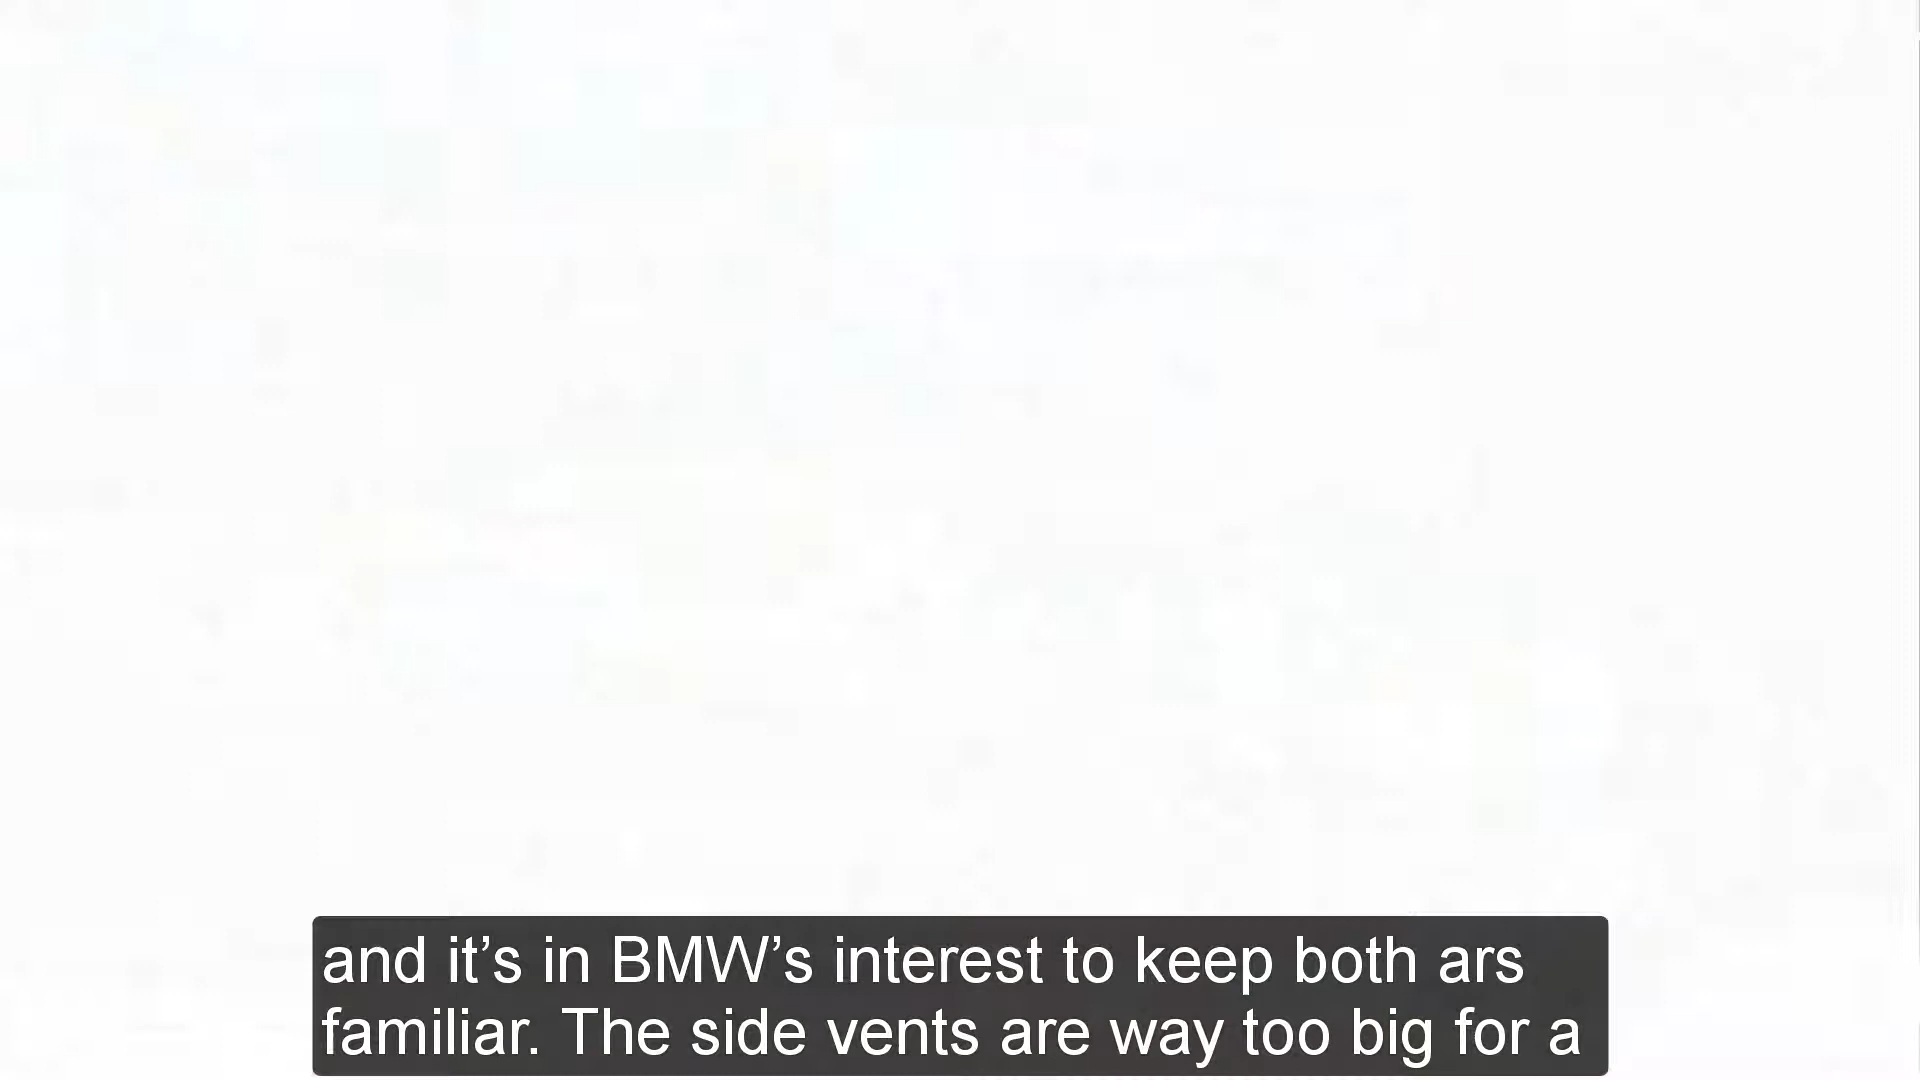 and it’s in BMW’s interest to keep both ars
familiar. The side vents are way too big for a